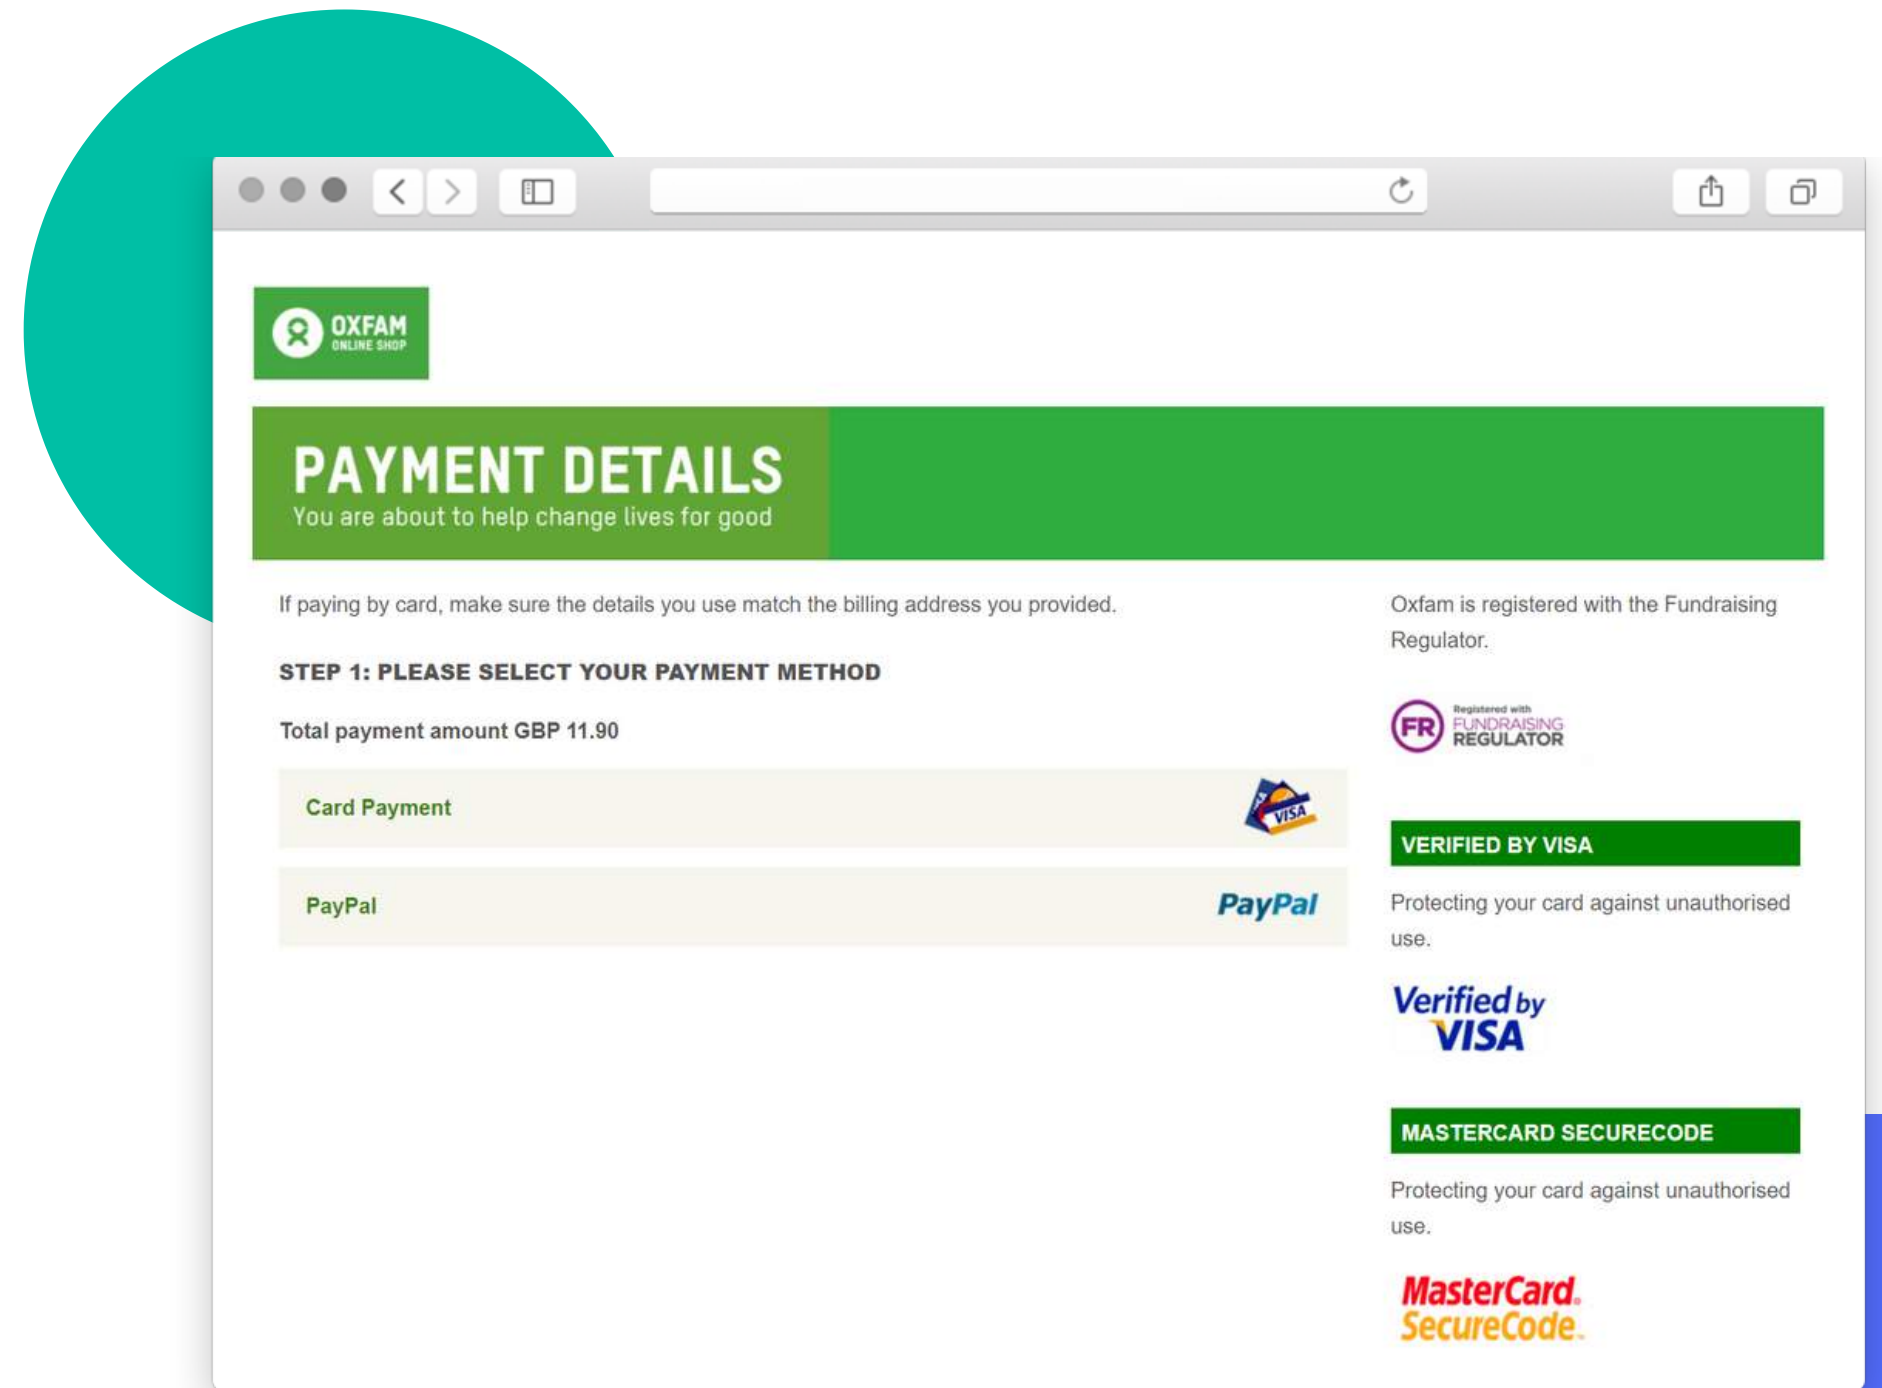 OXFAM
ONLINE SHOP
PAYMENT DETAILS
You are about to help change lives for good
If paying by card, make sure the details you use match the billing address you provided.
STEP 1: PLEASE SELECT YOUR PAYMENT METHOD
Total payment amount GBP 11.90
Card Payment
VISA
PayPal
PayPal
Oxfam is registered with the Fundraising
Regulator.
FR
Registered with
FUNDRAISING
REGULATOR
VERIFIED BY VISA
Protecting your card against unauthorised
use.
Verified by
VISA
MASTERCARD SECURECODE
Protecting your card against unauthorised
use.
MasterCard.
SecureCode